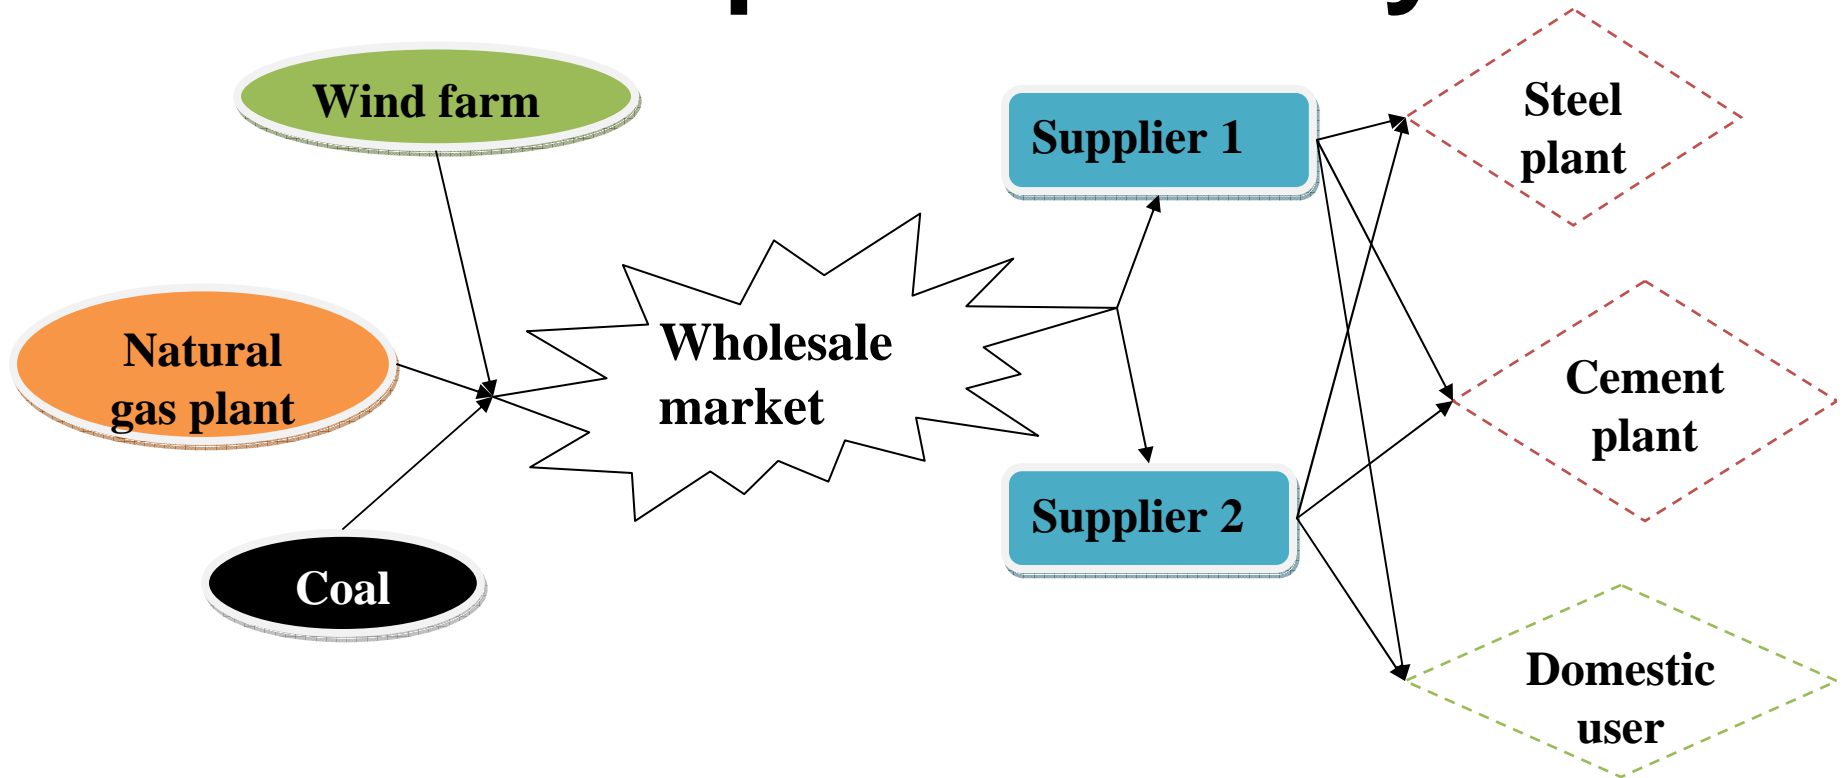 Wind farm
Natural
gas plant
Coal
Wholesale
market
Supplier 1
Supplier 2
Steel
plant
Cement
plant
Domestic
user